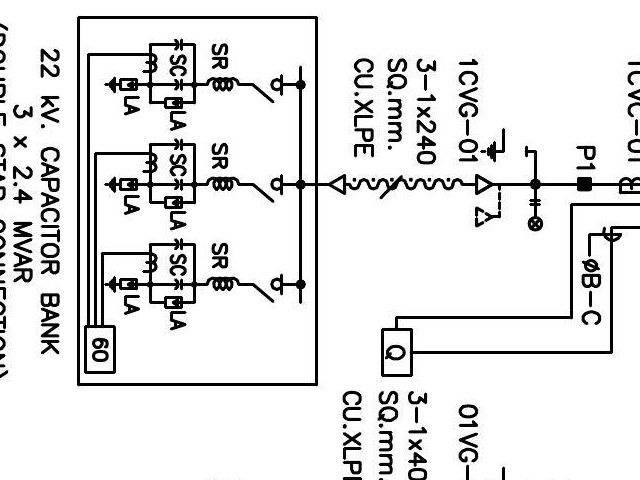 1CVC-01
P1
øB-C
1CVG-01
3-1x240
SQ.mm.
CU.XLPE
Q
01VG-
3-1x40
SQ.mm.
CU.XLPE
SR
SC
LA
LA
SR
SC
LA
LA
SR
SC
LA
LA
60
22 kV. CAPACITOR BANK
3 x 2.4 MVAR
(DOUBLE STAR CONNECTION)